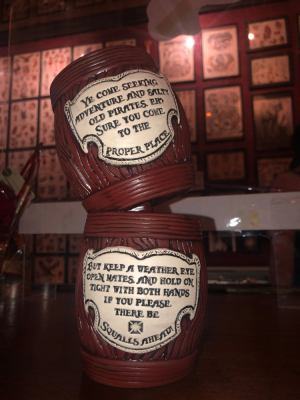 YE COME SEEKING
ADVENTURE AND SALTY
OLD PIRATES, EH?
SURE YOU COME
TO THE
PROPER PLACE.
BUT KEEP A WEATHER EYE
OPEN MATES, AND HOLD ON
TIGHT WITH BOTH HANDS
IF YOU PLEASE.
THERE BE
SQUALLS AHEAD!